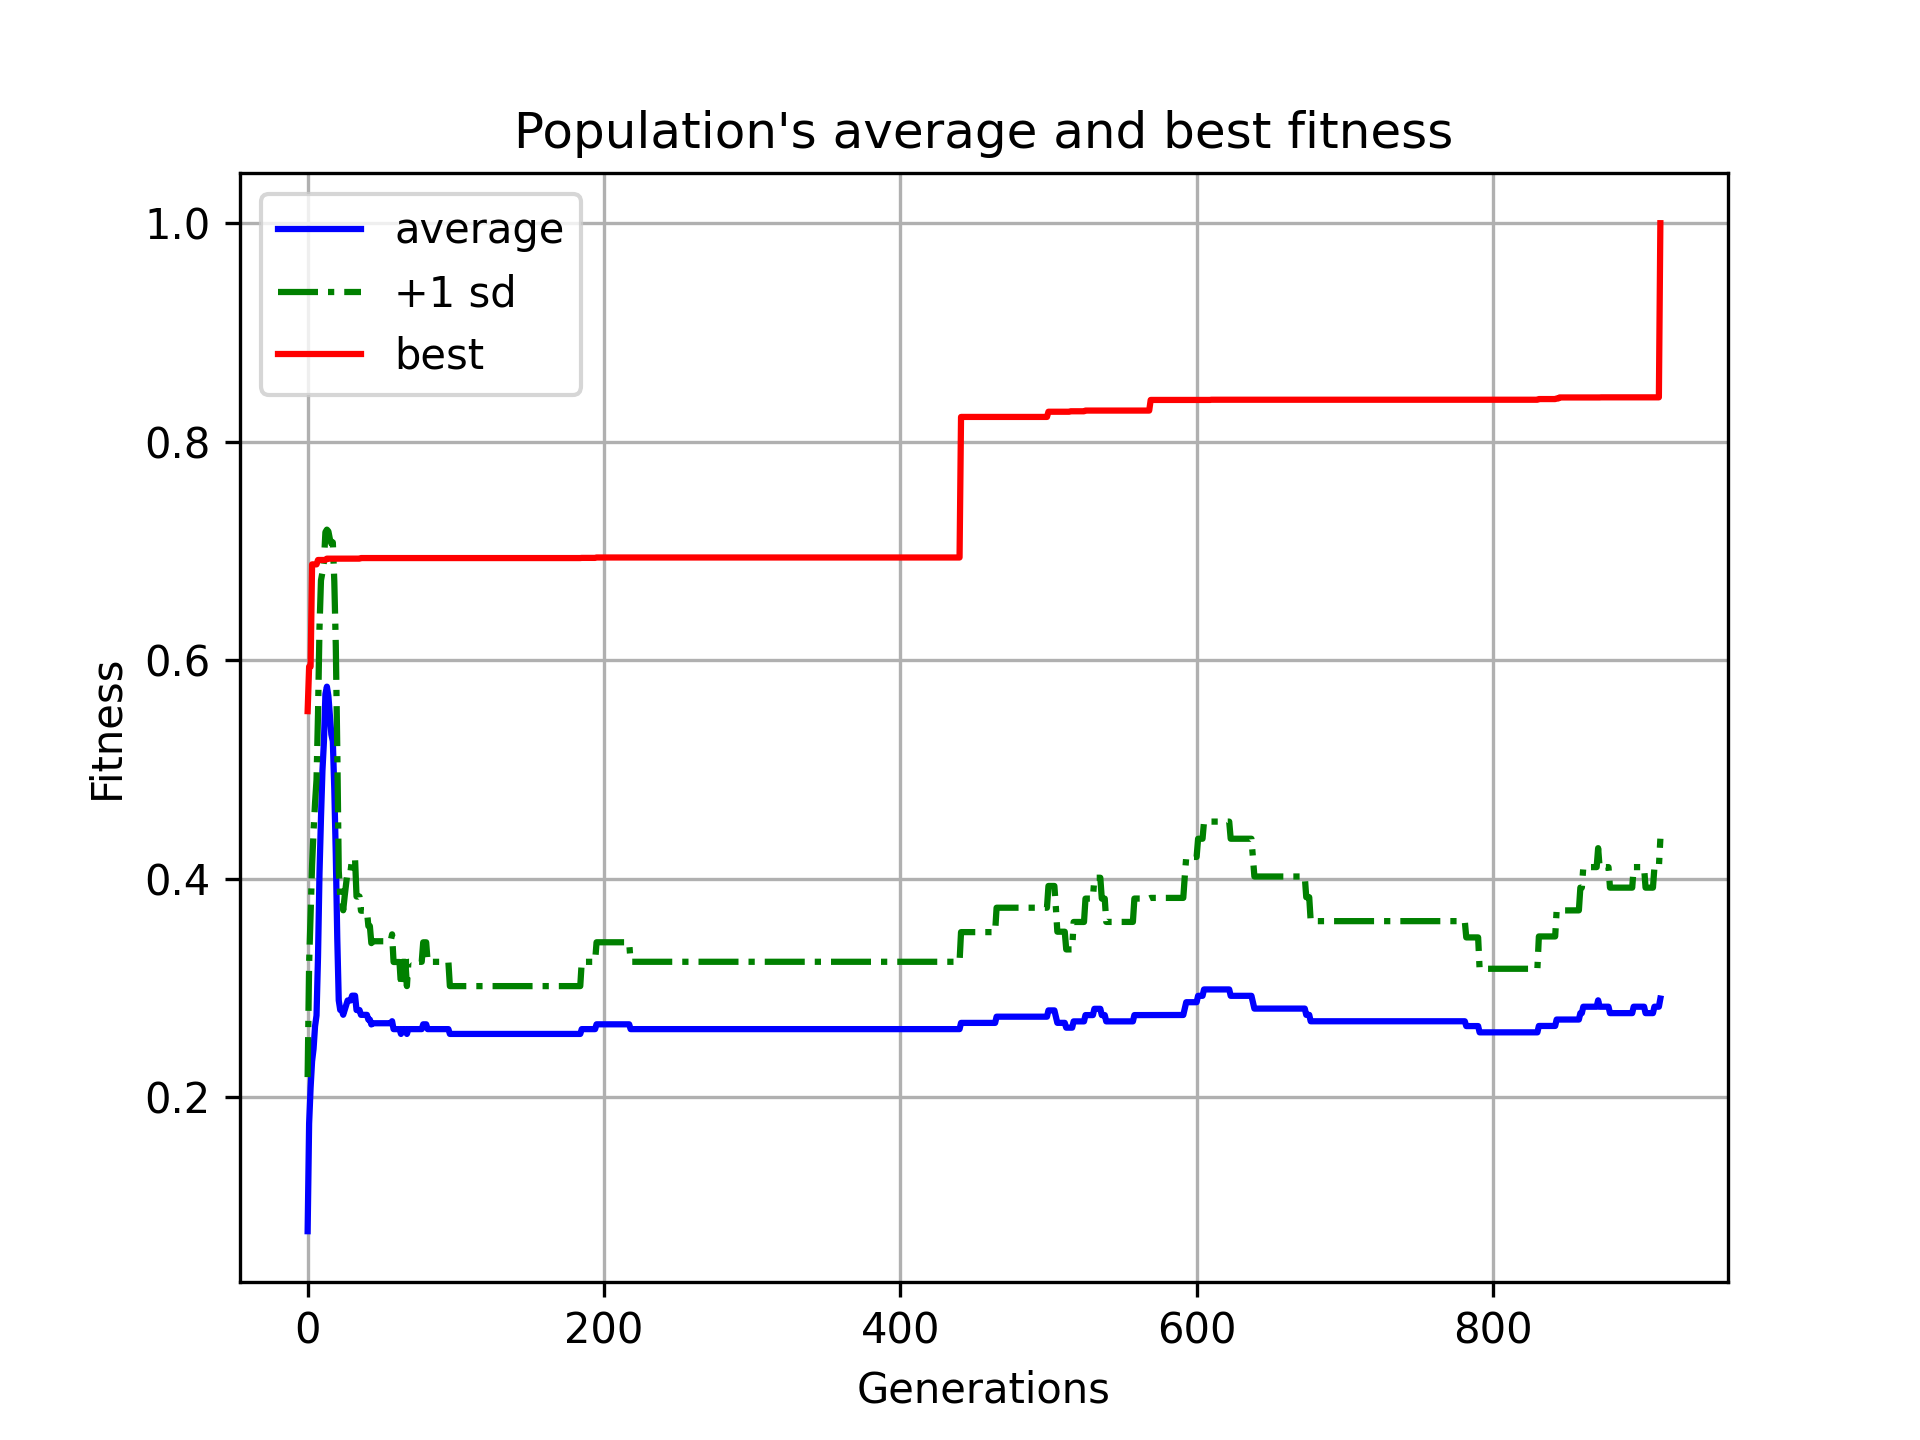 Population's average and best fitness
average
+1 sd
best
1.0
0.8
0.6
0.4
0.2
Fitness
0 200 400 600 800
Generations